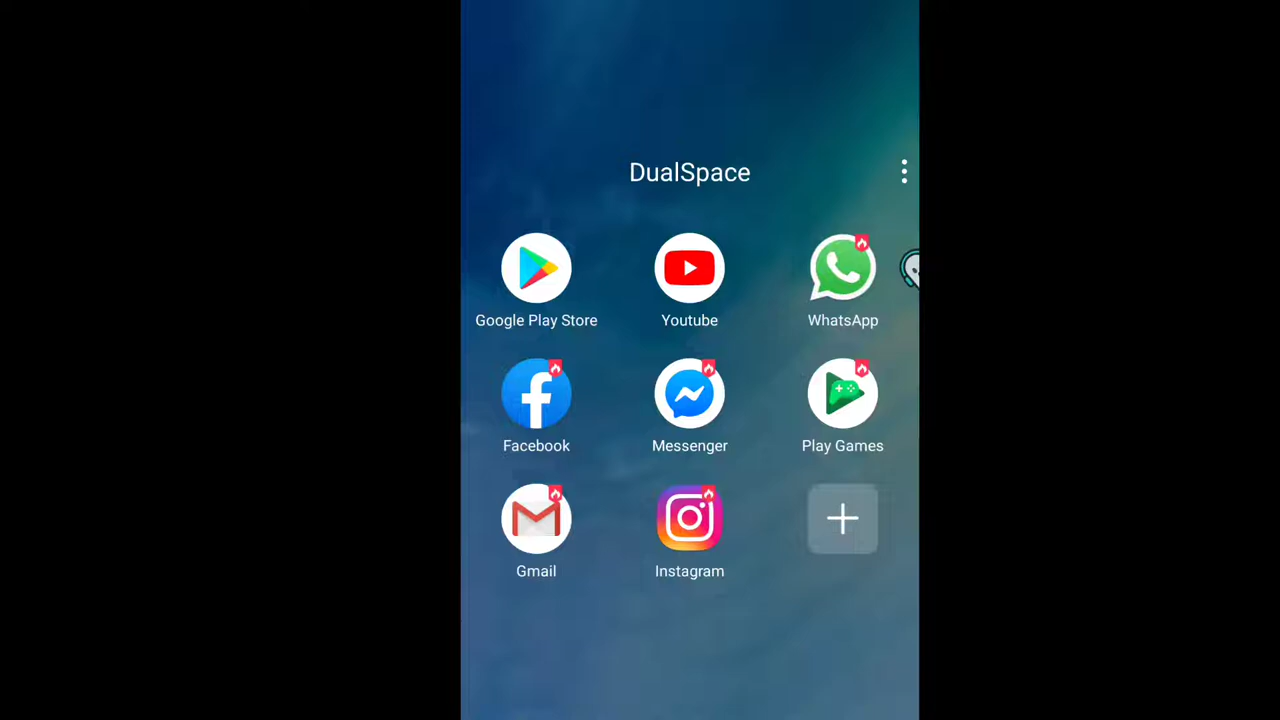 DualSpace
Google Play Store
Youtube
WhatsApp
Facebook
Messenger
Play Games
Gmail
Instagram